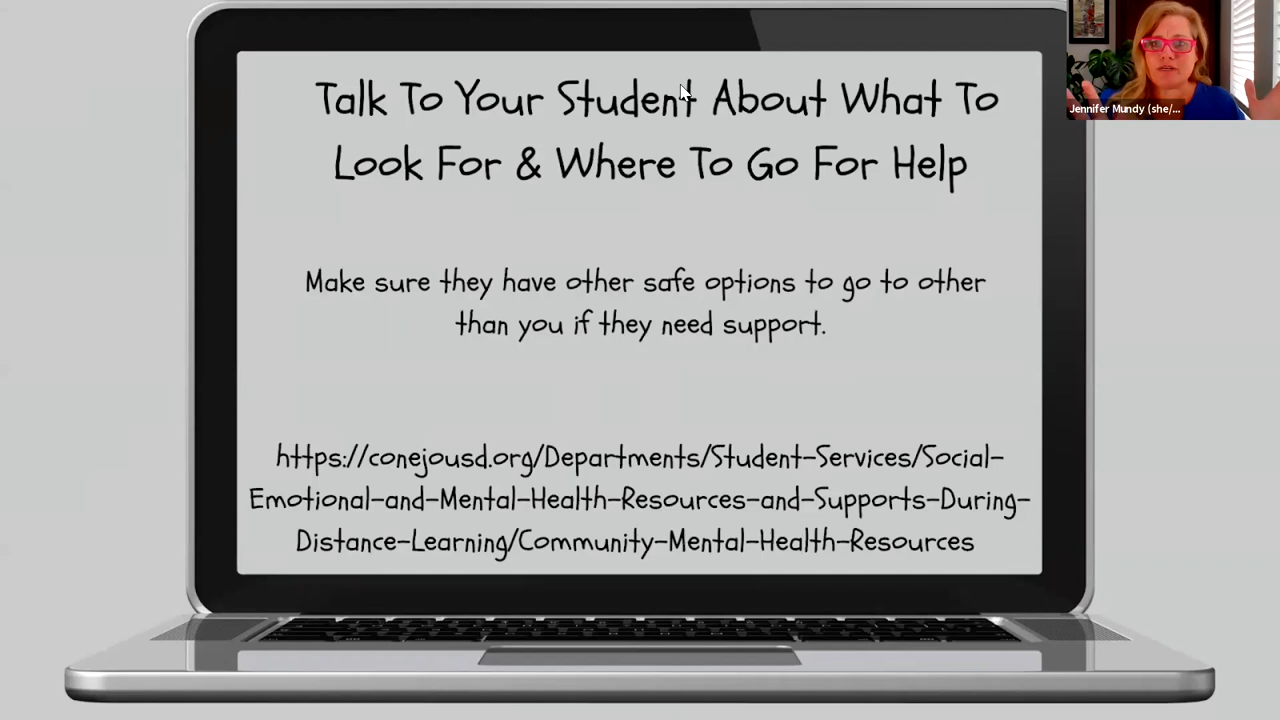 Talk To Your Student About What To
Look For & Where To Go For Help
Make sure they have other safe options to go to other
than you if they need support.
https://conejousd.org/Departments/Student-Services/Social-
Emotional-and-Mental-Health-Resources-and-Supports-During-
Distance-Learning/Community-Mental-Health-Resources
Jennifer Mundy (she/...